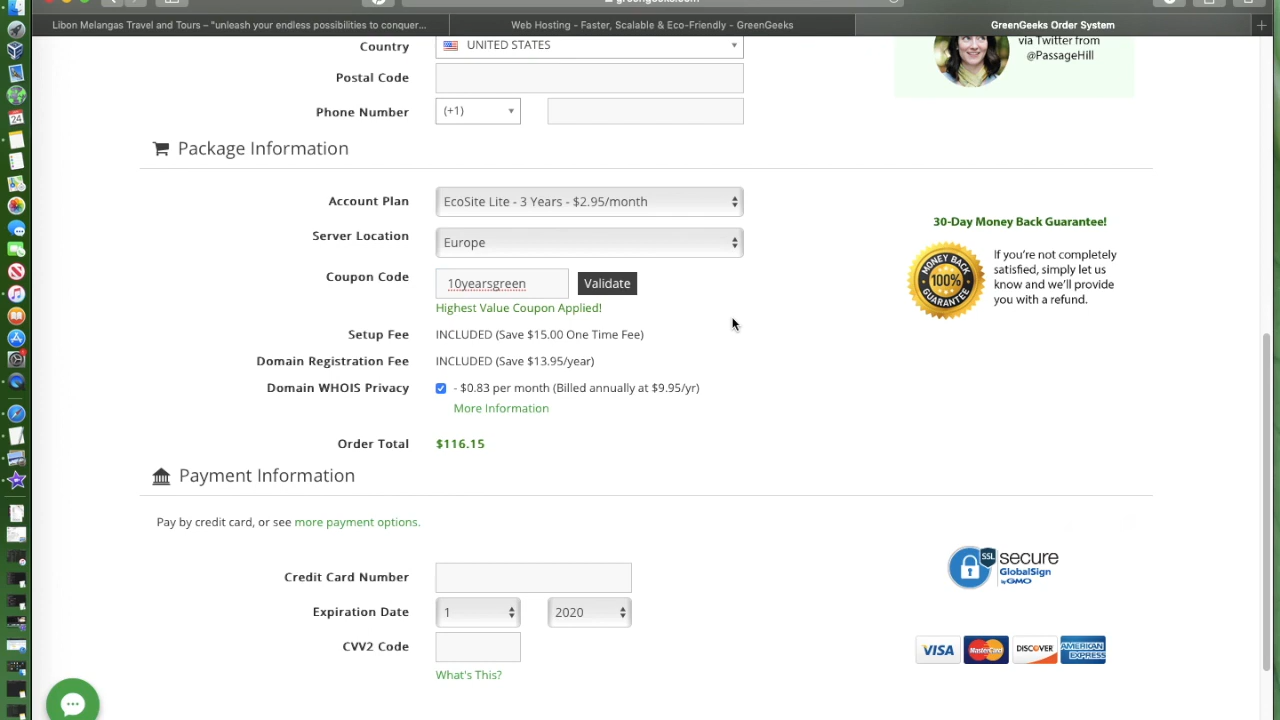 greengeeks.com
Libon Melangas Travel and Tours – "unleash your endless possibilities to conquer...
Web Hosting - Faster, Scalable & Eco-Friendly - GreenGeeks
GreenGeeks Order System
via Twitter from
@PassageHill
Country
UNITED STATES
Postal Code
Phone Number
(+1)
Package Information
Account Plan
EcoSite Lite - 3 Years - $2.95/month
Server Location
Europe
Coupon Code
10yearsgreen
Validate
Highest Value Coupon Applied!
Setup Fee
INCLUDED (Save $15.00 One Time Fee)
Domain Registration Fee
INCLUDED (Save $13.95/year)
Domain WHOIS Privacy
- $0.83 per month (Billed annually at $9.95/yr)
More Information
Order Total
$116.15
30-Day Money Back Guarantee!
MONEY BACK
100%
GUARANTEE
If you're not completely
satisfied, simply let us
know and we'll provide
you with a refund.
Payment Information
Pay by credit card, or see more payment options.
Credit Card Number
Expiration Date
1
2020
CVV2 Code
What's This?
SSL
secure
GlobalSign
by GMO
VISA
MasterCard
DISCOVER
AMERICAN
EXPRESS
24